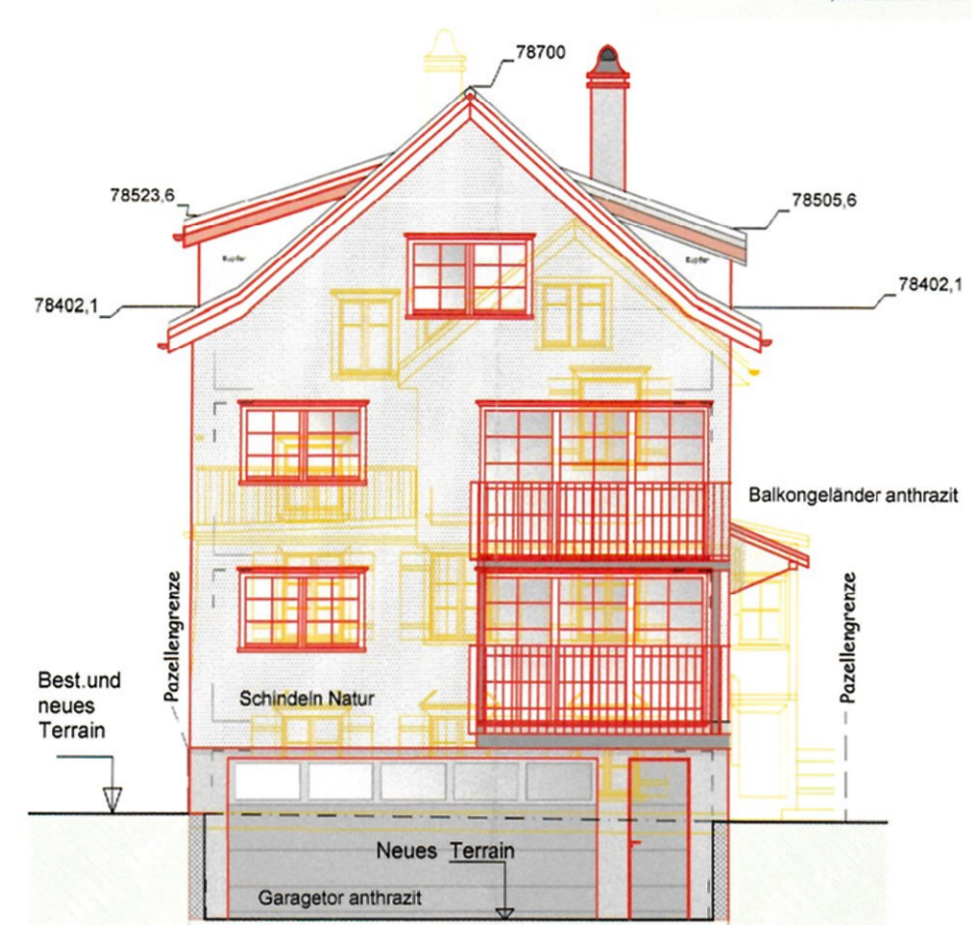 78700
78523,6
78505,6
Kupfer
Kupfer
78402,1
78402,1
Balkongeländer anthrazit
Pazellengrenze
Pazellengrenze
Best.und
neues
Terrain
Schindeln Natur
Neues Terrain
Garagetor anthrazit